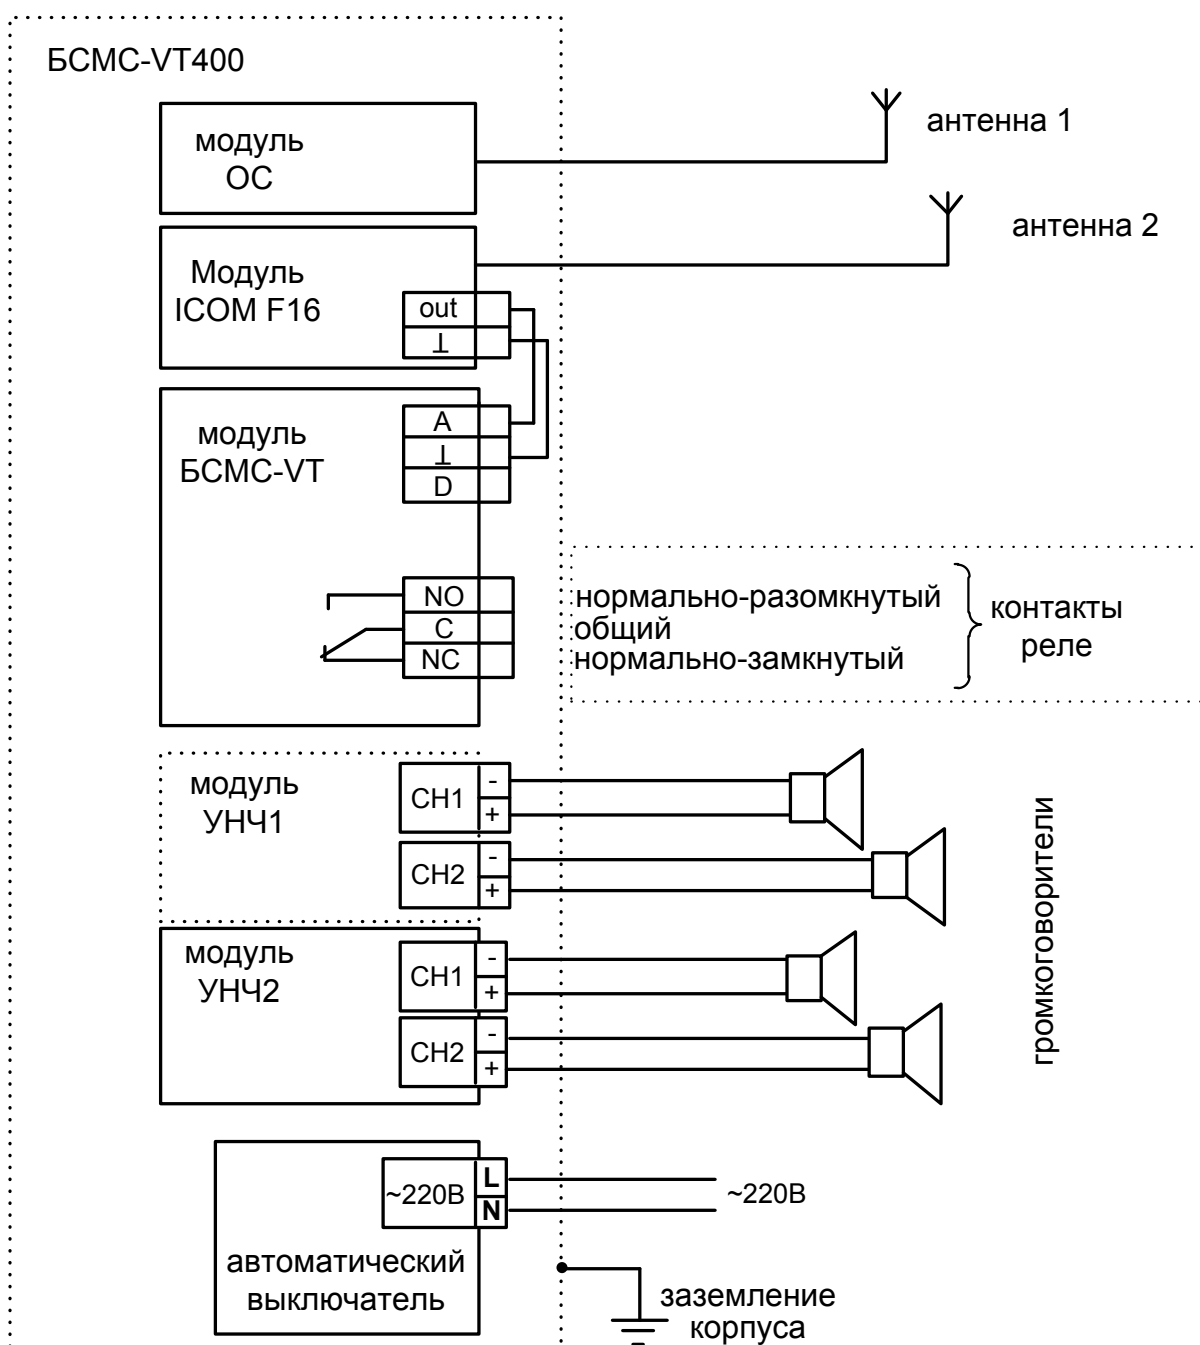 БСМС-VT400
модуль
ОС
антенна 1
Модуль
ICOM F16
out
⊥
антенна 2
модуль
БСМС-VT
A
⊥
D
NO
C
NC
нормально-разомкнутый
общий
нормально-замкнутый
контакты
реле
модуль
УНЧ1
CH1
-
+
CH2
-
+
модуль
УНЧ2
CH1
-
+
CH2
-
+
громкоговорители
~220В
L
N
~220В
автоматический
выключатель
заземление
корпуса